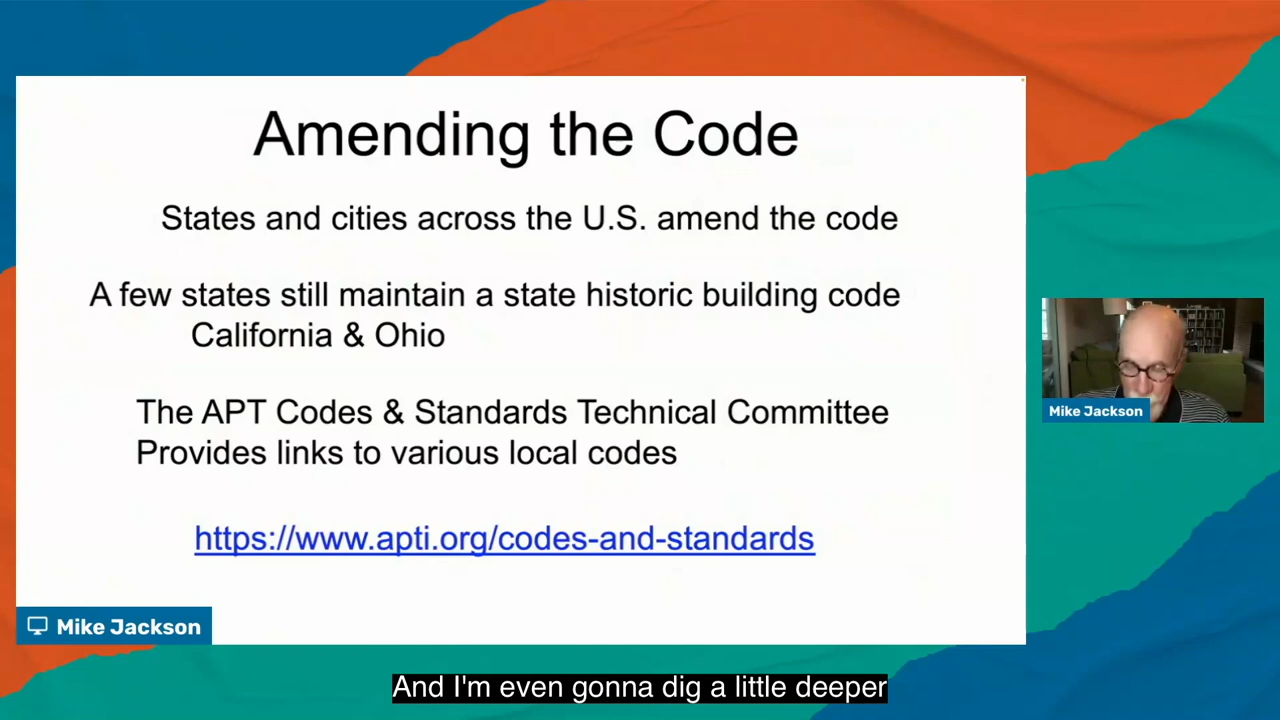 Amending the Code
States and cities across the U.S. amend the code
A few states still maintain a state historic building code
California & Ohio
The APT Codes & Standards Technical Committee
Provides links to various local codes
https://www.apti.org/codes-and-standards
Mike Jackson
Mike Jackson
And I'm even gonna dig a little deeper